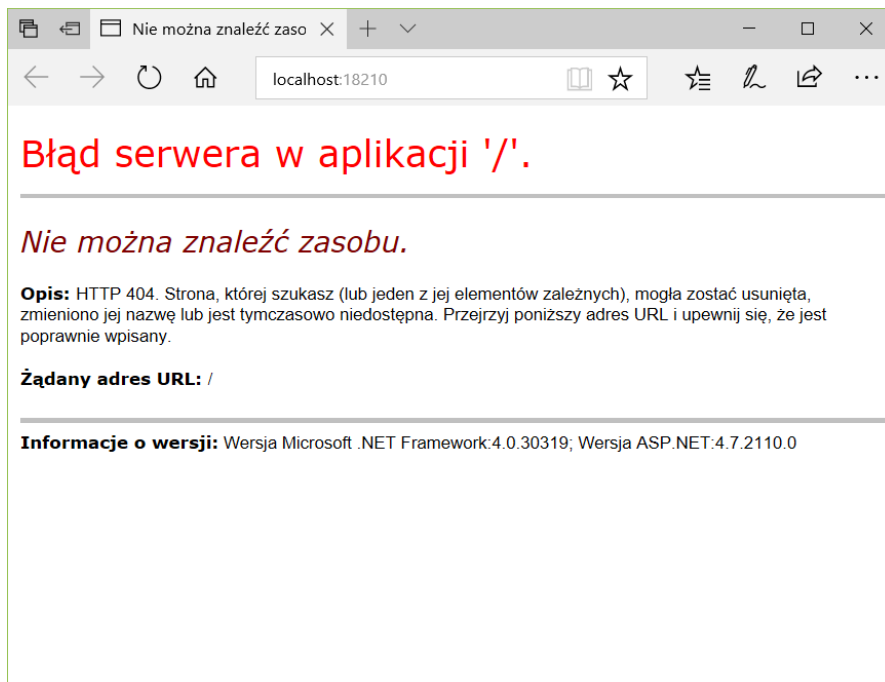 Nie można znaleźć zaso
localhost:18210
Błąd serwera w aplikacji '/'.
Nie można znaleźć zasobu.
Opis: HTTP 404. Strona, której szukasz (lub jeden z jej elementów zależnych), mogła zostać usunięta,
zmieniono jej nazwę lub jest tymczasowo niedostępna. Przejrzyj poniższy adres URL i upewnij się, że jest
poprawnie wpisany.
Żądany adres URL: /
Informacje o wersji: Wersja Microsoft .NET Framework:4.0.30319; Wersja ASP.NET:4.7.2110.0